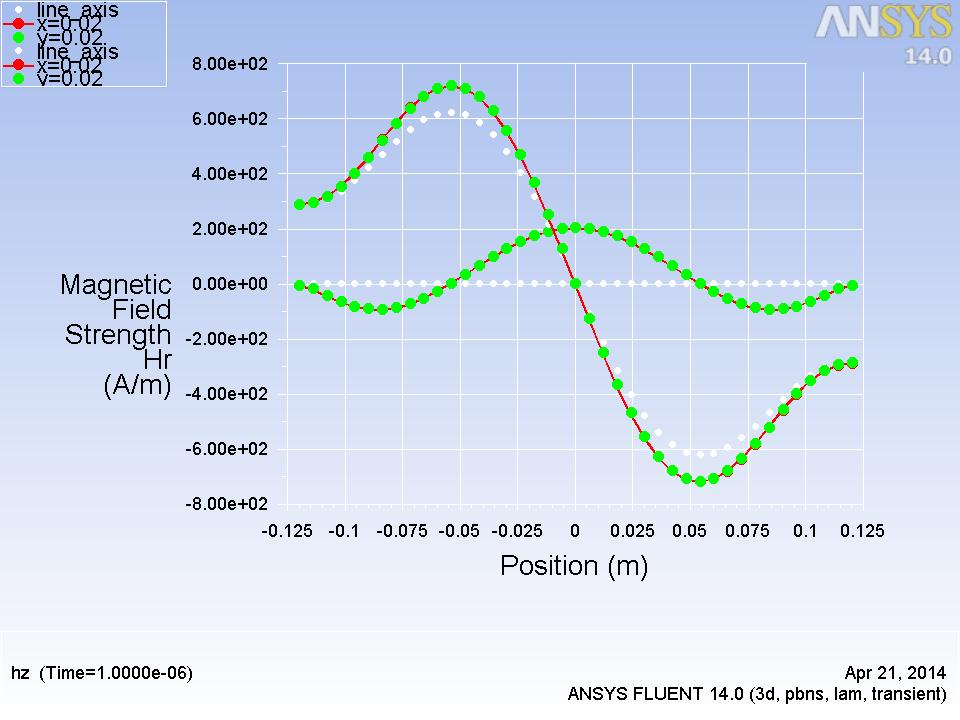 line_axis
x=0.02
y=0.02
line_axis
x=0.02
y=0.02
ANSYS
14.0
8.00e+02
6.00e+02
4.00e+02
2.00e+02
0.00e+00
-2.00e+02
-4.00e+02
-6.00e+02
-8.00e+02
Magnetic
Field
Strength
Hr
(A/m)
-0.125 -0.1 -0.075 -0.05 -0.025 0 0.025 0.05 0.075 0.1 0.125
Position (m)
hz (Time=1.0000e-06)
Apr 21, 2014
ANSYS FLUENT 14.0 (3d, pbns, lam, transient)